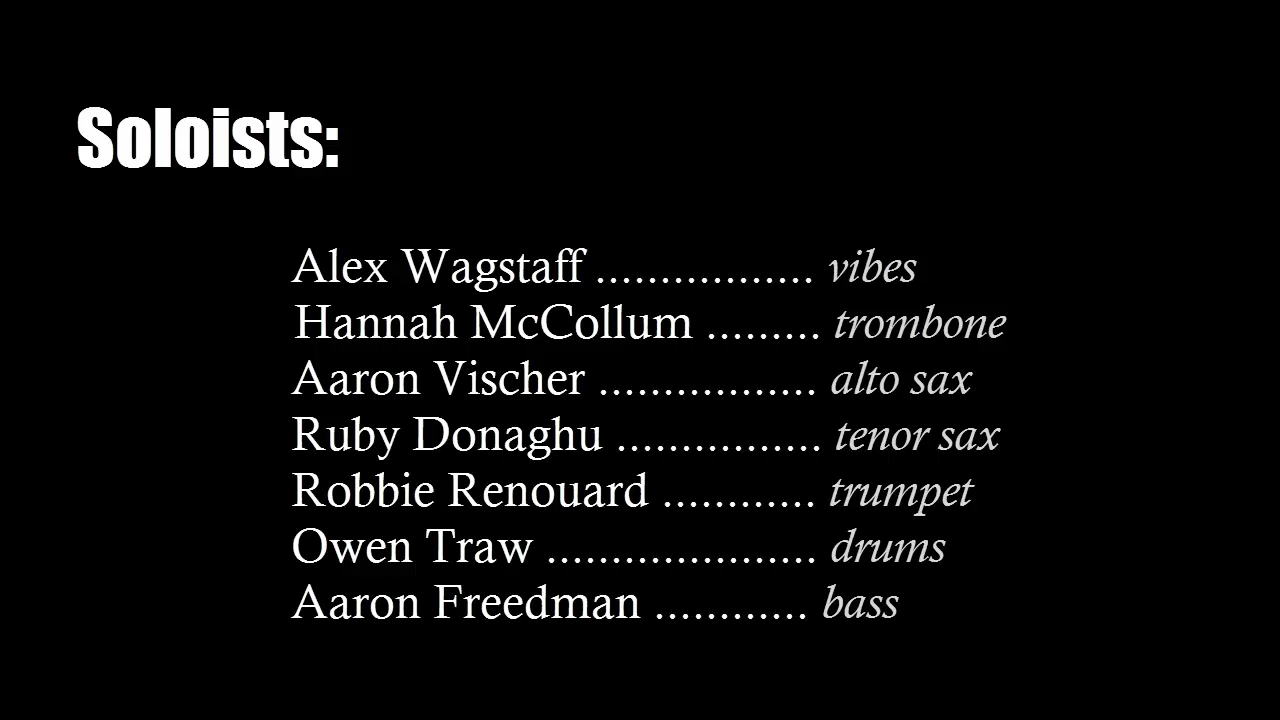 Soloists:
Alex Wagstaff ................. vibes
Hannah McCollum ......... trombone
Aaron Vischer ................. alto sax
Ruby Donaghu ................ tenor sax
Robbie Renouard ............ trumpet
Owen Traw ..................... drums
Aaron Freedman ............ bass